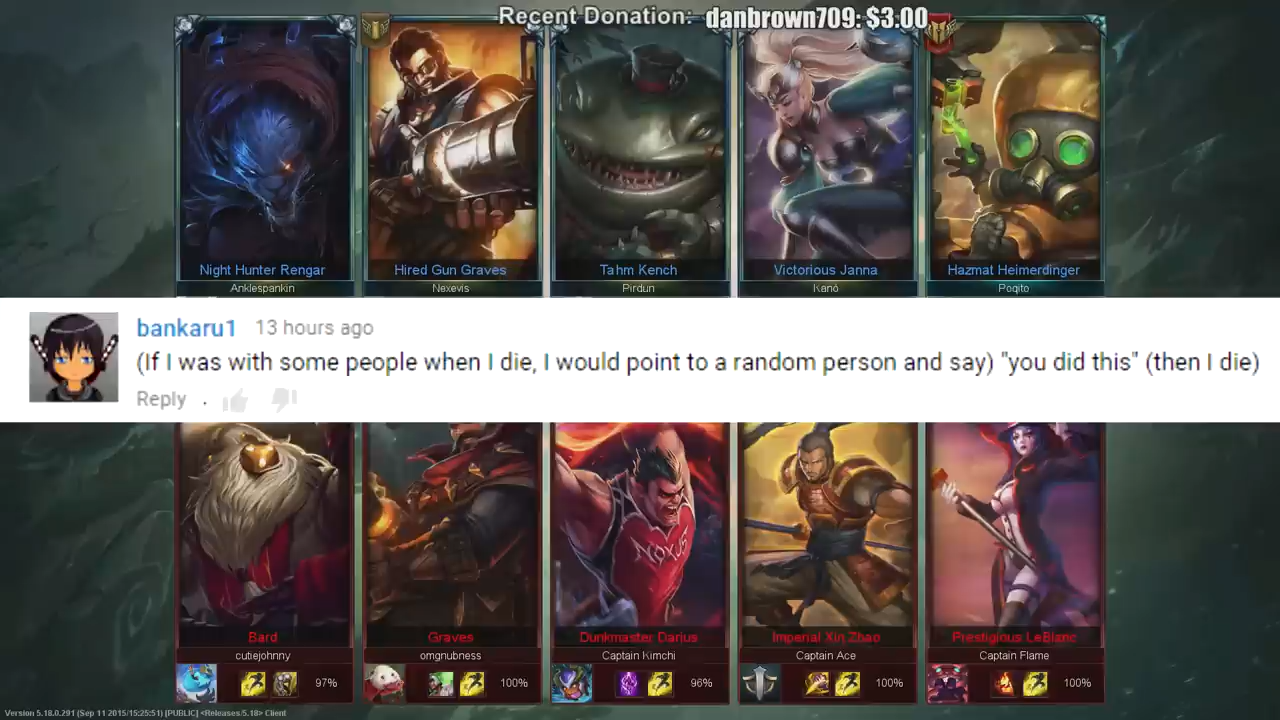 Recent Donation: danbrown709: $3.00
Night Hunter Rengar
Anklespankin
Hired Gun Graves
Nexevis
Tahm Kench
Pirdun
Victorious Janna
Kanó
Hazmat Heimerdinger
Poqito
bankaru1 13 hours ago
(If I was with some people when I die, I would point to a random person and say) "you did this" (then I die)
Reply .
NOXUS
Bard
cutiejohnny
97%
Graves
omgnubness
100%
Dunkmaster Darius
Captain Kimchi
96%
Imperial Xin Zhao
Captain Ace
100%
Prestigious LeBlanc
Captain Flame
100%
Version 5.18.0.291 (Sep 11 2015/15:25:51) [PUBLIC] <Releases/5.18> Client